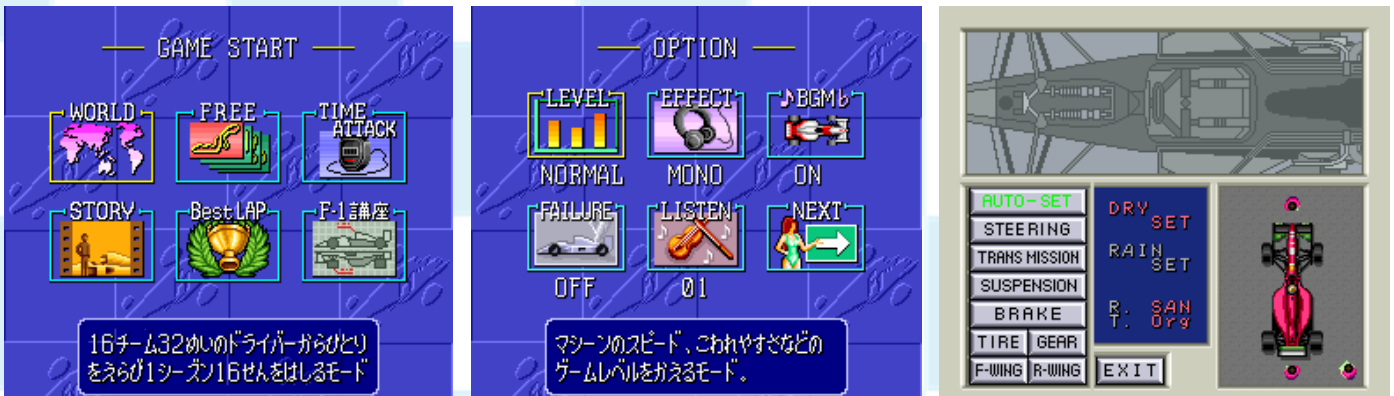 GAME START
WORLD
FREE
TIME
ATTACK
STORY
Best LAP
F-1講座
16チーム32めいのドライバーからひとり
をえらび1シーズン16せんをはしるモード
OPTION
LEVEL
EFFECT
♪BGM♭
NORMAL
MONO
ON
FAILURE
LISTEN
NEXT
OFF
01
マシーンのスピード、こわれやすさなどの
ゲームレベルをかえるモード。
AUTO-SET
STEERING
TRANS MISSION
SUSPENSION
BRAKE
TIRE
GEAR
F-WING
R-WING
DRY
SET
RAIN
SET
R. SAN
T. Org
EXIT